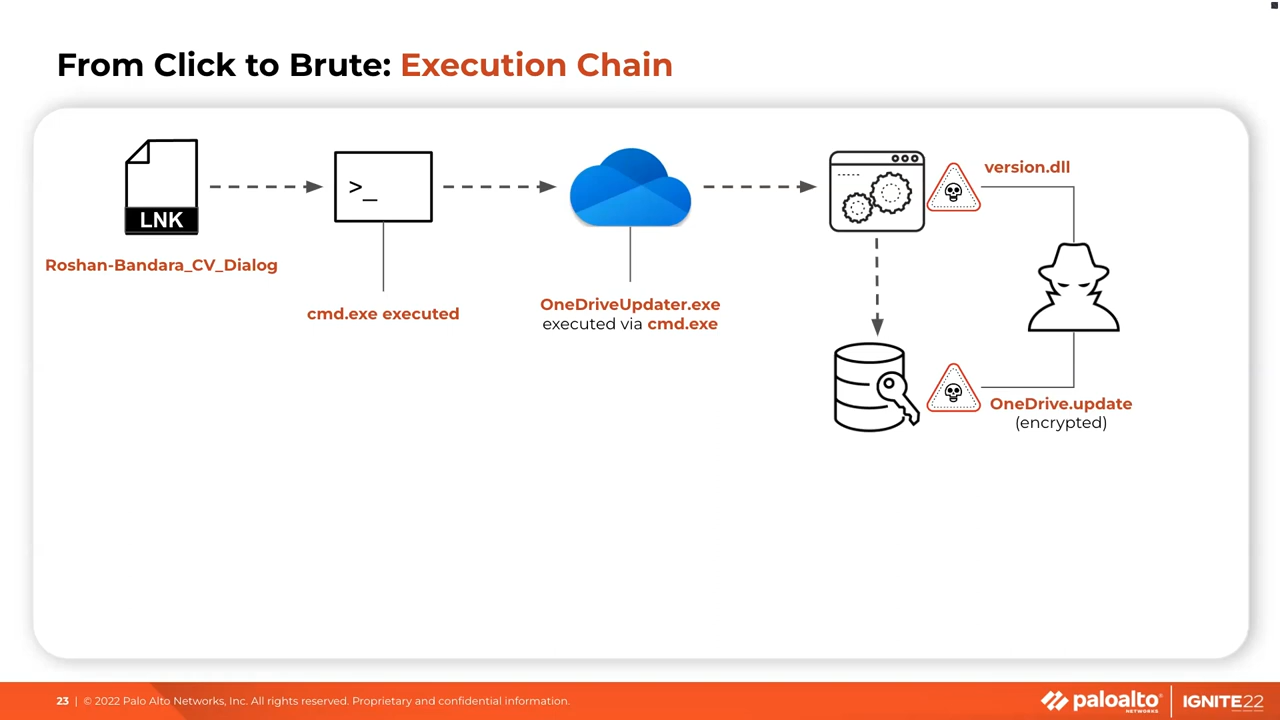 From Click to Brute: Execution Chain
LNK
>_
Roshan-Bandara_CV_Dialog
cmd.exe executed
OneDriveUpdater.exe
executed via cmd.exe
version.dll
OneDrive.update
(encrypted)
23 | © 2022 Palo Alto Networks, Inc. All rights reserved. Proprietary and confidential information.
paloalto®
NETWORKS
IGNITE22